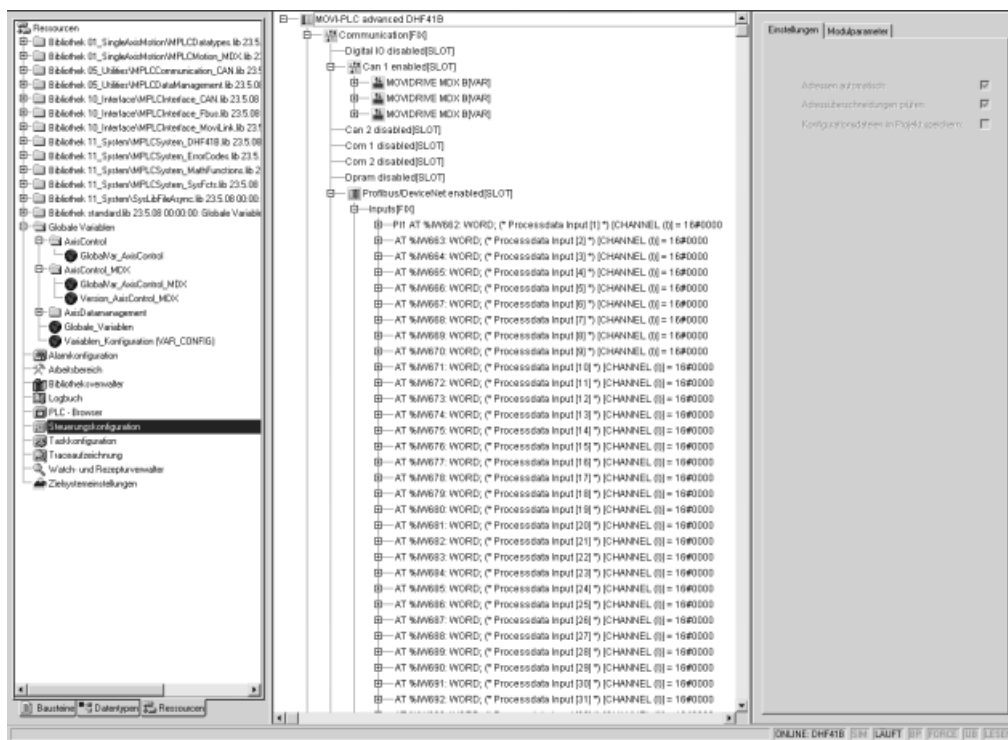 Ressourcen
Bibliothek 01_SingleAxisMotion\MPLCDatatypes.lib 23.5.
Bibliothek 01_SingleAxisMotion\MPLCMotion_MDX.lib 2
Bibliothek 05_Utilities\MPLCCommunication_CAN.lib 23
Bibliothek 05_Utilities\MPLCDataManagement.lib 23.5.0
Bibliothek 10_Interface\MPLCInterface_CAN.lib 23.5.08
Bibliothek 10_Interface\MPLCInterface_Fbus.lib 23.5.08
Bibliothek 10_Interface\MPLCInterface_MoviLink.lib 23.
Bibliothek 11_System\MPLCSystem_DHF41B.lib 23.5.08
Bibliothek 11_System\MPLCSystem_ErrorCodes.lib 23.5.
Bibliothek 11_System\MPLCSystem_MathFunctions.lib 2
Bibliothek 11_System\MPLCSystem_SysFcts.lib 23.5.08
Bibliothek 11_System\SysLibFileAsync.lib 23.5.08 00:00:
Bibliothek standard.lib 23.5.08 00:00:00: Globale Variable
Globale Variablen
AxisControl
GlobalVar_AxisControl
AxisControl_MDX
GlobalVar_AxisControl_MDX
Version_AxisControl_MDX
AxisDatamanagement
Globale_Variablen
Variablen_Konfiguration (VAR_CONFIG)
Alarmkonfiguration
Arbeitsbereich
Bibliotheksverwalter
Logbuch
PLC - Browser
Steuerungskonfiguration
Taskkonfiguration
Traceaufzeichnung
Watch- und Rezepturverwalter
Zielsystemeinstellungen
Bausteine Datentypen Ressourcen
MOVI-PLC advanced DHF41B
Communication[FIX]
Digital IO disabled[SLOT]
Can 1 enabled[SLOT]
MOVIDRIVE MDX B[VAR]
MOVIDRIVE MDX B[VAR]
MOVIDRIVE MDX B[VAR]
Can 2 disabled[SLOT]
Com 1 disabled[SLOT]
Com 2 disabled[SLOT]
Dpram disabled[SLOT]
Profibus/DeviceNet enabled[SLOT]
Inputs[FIX]
PI1 AT %IW662: WORD; (* Processdata Input [1] *) [CHANNEL (I)] = 16#0000
AT %IW663: WORD; (* Processdata Input [2] *) [CHANNEL (I)] = 16#0000
AT %IW664: WORD; (* Processdata Input [3] *) [CHANNEL (I)] = 16#0000
AT %IW665: WORD; (* Processdata Input [4] *) [CHANNEL (I)] = 16#0000
AT %IW666: WORD; (* Processdata Input [5] *) [CHANNEL (I)] = 16#0000
AT %IW667: WORD; (* Processdata Input [6] *) [CHANNEL (I)] = 16#0000
AT %IW668: WORD; (* Processdata Input [7] *) [CHANNEL (I)] = 16#0000
AT %IW669: WORD; (* Processdata Input [8] *) [CHANNEL (I)] = 16#0000
AT %IW670: WORD; (* Processdata Input [9] *) [CHANNEL (I)] = 16#0000
AT %IW671: WORD; (* Processdata Input [10] *) [CHANNEL (I)] = 16#0000
AT %IW672: WORD; (* Processdata Input [11] *) [CHANNEL (I)] = 16#0000
AT %IW673: WORD; (* Processdata Input [12] *) [CHANNEL (I)] = 16#0000
AT %IW674: WORD; (* Processdata Input [13] *) [CHANNEL (I)] = 16#0000
AT %IW675: WORD; (* Processdata Input [14] *) [CHANNEL (I)] = 16#0000
AT %IW676: WORD; (* Processdata Input [15] *) [CHANNEL (I)] = 16#0000
AT %IW677: WORD; (* Processdata Input [16] *) [CHANNEL (I)] = 16#0000
AT %IW678: WORD; (* Processdata Input [17] *) [CHANNEL (I)] = 16#0000
AT %IW679: WORD; (* Processdata Input [18] *) [CHANNEL (I)] = 16#0000
AT %IW680: WORD; (* Processdata Input [19] *) [CHANNEL (I)] = 16#0000
AT %IW681: WORD; (* Processdata Input [20] *) [CHANNEL (I)] = 16#0000
AT %IW682: WORD; (* Processdata Input [21] *) [CHANNEL (I)] = 16#0000
AT %IW683: WORD; (* Processdata Input [22] *) [CHANNEL (I)] = 16#0000
AT %IW684: WORD; (* Processdata Input [23] *) [CHANNEL (I)] = 16#0000
AT %IW685: WORD; (* Processdata Input [24] *) [CHANNEL (I)] = 16#0000
AT %IW686: WORD; (* Processdata Input [25] *) [CHANNEL (I)] = 16#0000
AT %IW687: WORD; (* Processdata Input [26] *) [CHANNEL (I)] = 16#0000
AT %IW688: WORD; (* Processdata Input [27] *) [CHANNEL (I)] = 16#0000
AT %IW689: WORD; (* Processdata Input [28] *) [CHANNEL (I)] = 16#0000
AT %IW690: WORD; (* Processdata Input [29] *) [CHANNEL (I)] = 16#0000
AT %IW691: WORD; (* Processdata Input [30] *) [CHANNEL (I)] = 16#0000
AT %IW692: WORD; (* Processdata Input [31] *) [CHANNEL (I)] = 16#0000
Einstellungen Modulparameter
Adressen automatisch:
Adressüberschneidungen prüfen:
Konfigurationsdateien im Projekt speichern:
ONLINE: DHF41B SIM LÄUFT BP FORCE ÜB LESE